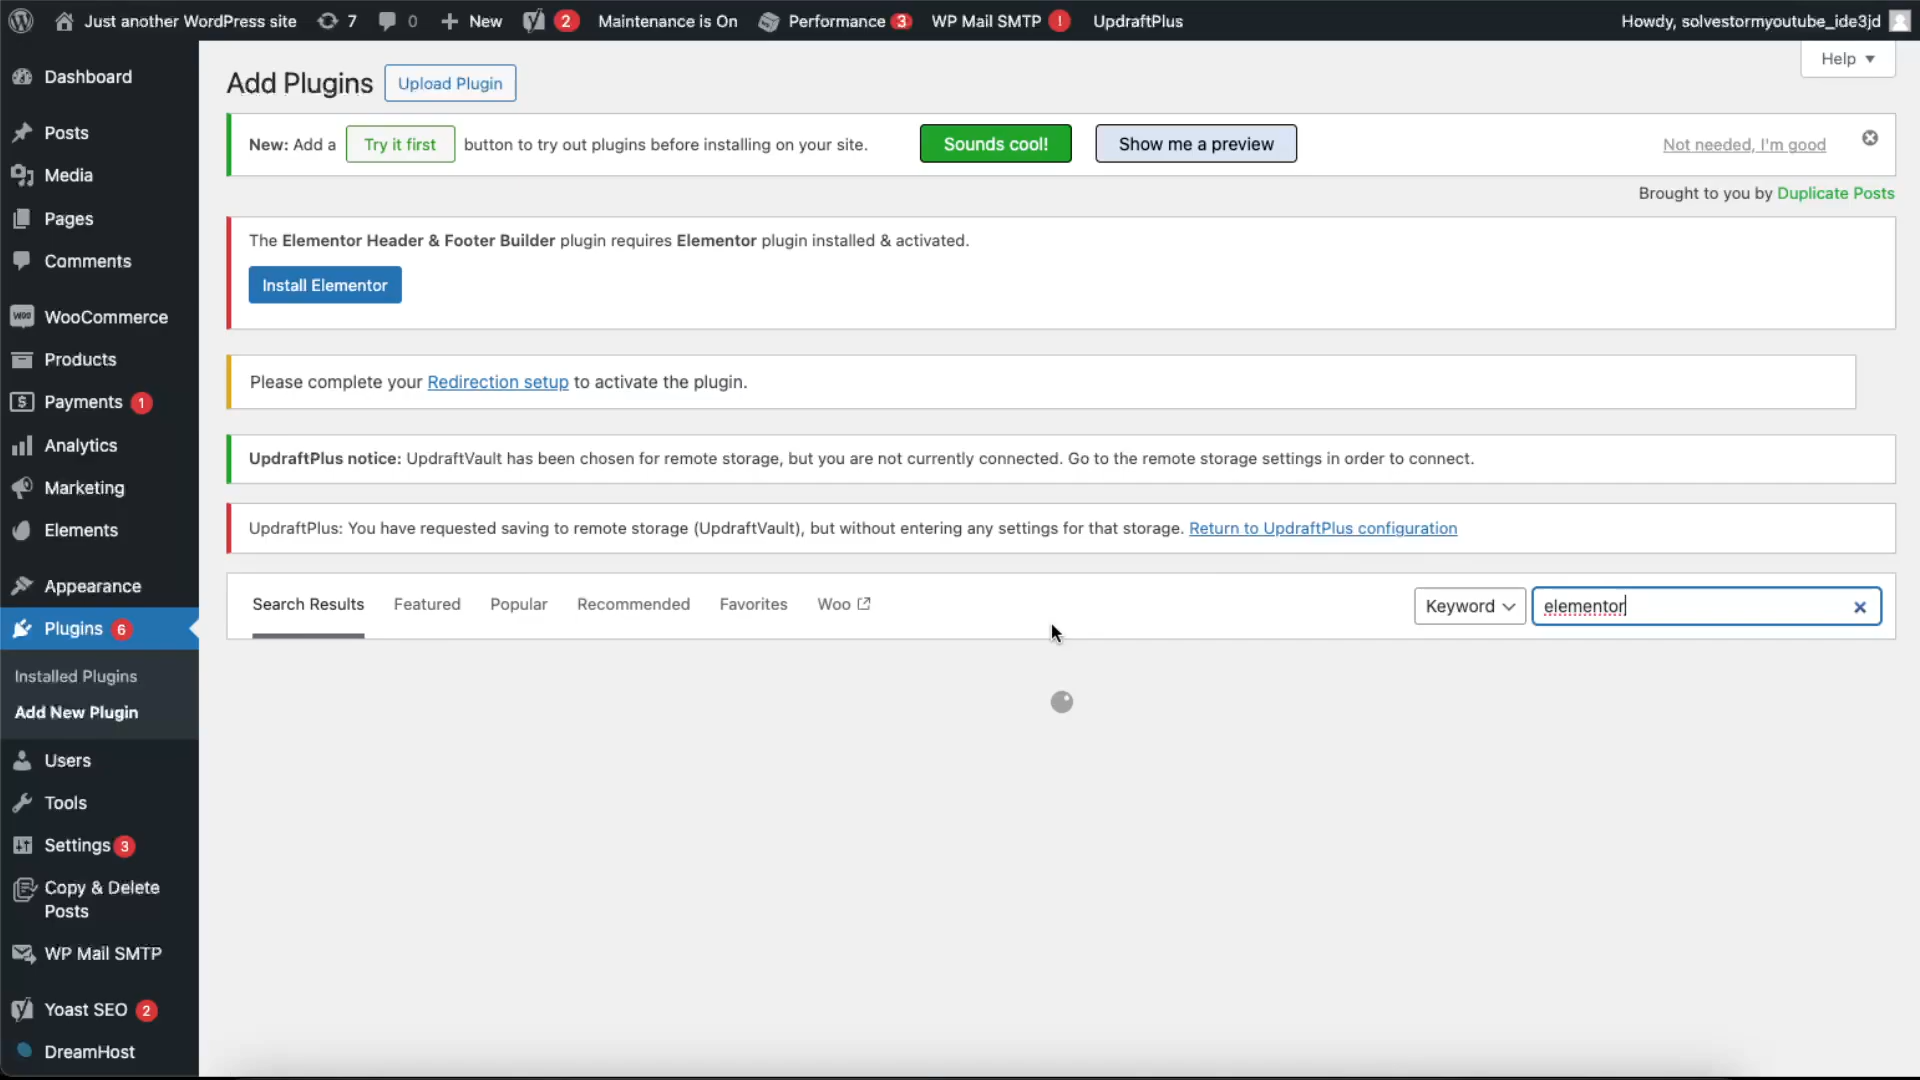 Just another WordPress site 7 0 New 2 Maintenance is On Performance 3 WP Mail SMTP ! UpdraftPlus Howdy, solvestormyoutube_ide3jd
Help
Dashboard
Posts
Media
Pages
Comments
WOO WooCommerce
Products
Payments 1
Analytics
Marketing
Elements
Appearance
Plugins 6
Installed Plugins
Add New Plugin
Users
Tools
Settings 3
Copy & Delete
Posts
WP Mail SMTP
Yoast SEO 2
DreamHost
Add Plugins Upload Plugin
New: Add a Try it first button to try out plugins before installing on your site. Sounds cool! Show me a preview Not needed, I'm good
Brought to you by Duplicate Posts
The Elementor Header & Footer Builder plugin requires Elementor plugin installed & activated.
Install Elementor
Please complete your Redirection setup to activate the plugin.
UpdraftPlus notice: UpdraftVault has been chosen for remote storage, but you are not currently connected. Go to the remote storage settings in order to connect.
UpdraftPlus: You have requested saving to remote storage (UpdraftVault), but without entering any settings for that storage. Return to UpdraftPlus configuration
Search Results Featured Popular Recommended Favorites Woo Keyword elementor